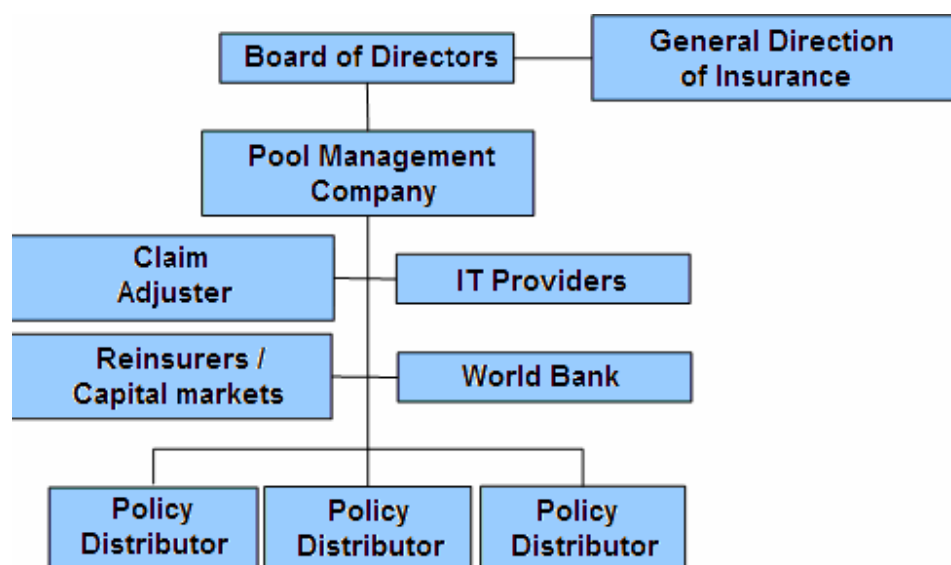 Board of Directors
General Direction
of Insurance
Pool Management
Company
Claim
Adjuster
IT Providers
Reinsurers /
Capital markets
World Bank
Policy
Distributor
Policy
Distributor
Policy
Distributor